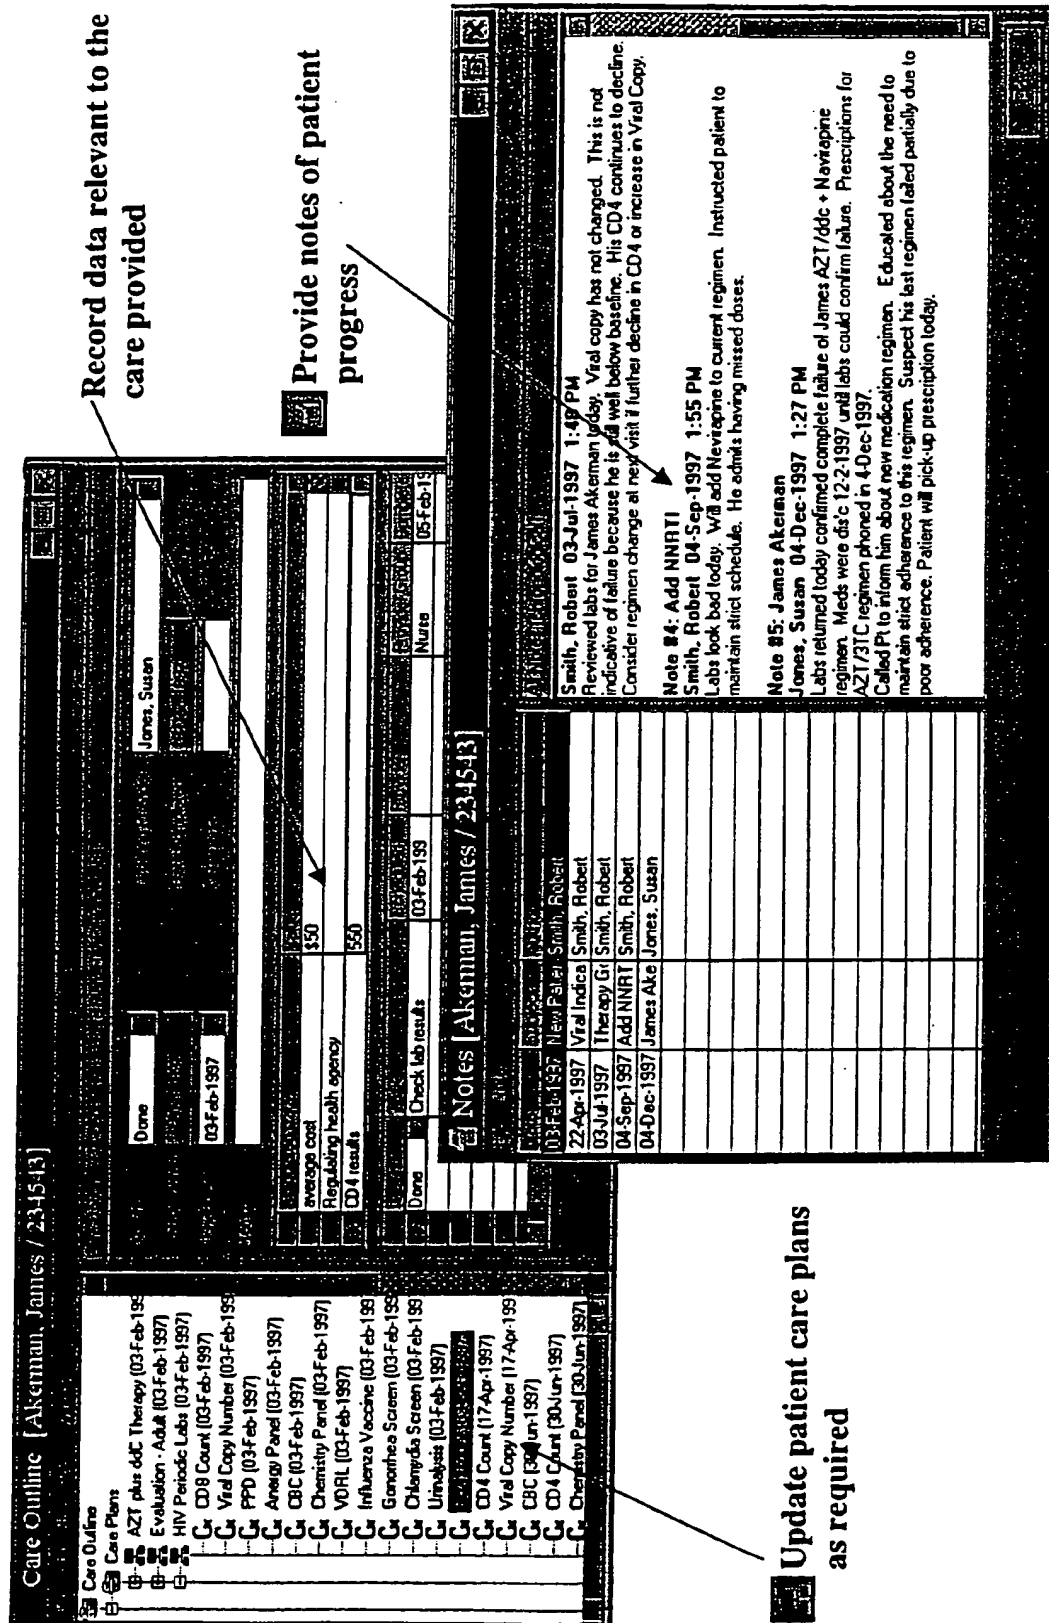 Care Outline [Akerman, James / 234543]
Care Outline
Care Plans
AZT plus ddC Therapy (03-Feb-199
Evaluation - Adult (03-Feb-1997)
HIV Periodic Labs (03-Feb-1997)
CD8 Count (03-Feb-1997)
Viral Copy Number (03-Feb-199
PPD (03-Feb-1997)
Anergy Panel (03-Feb-1997)
CBC (03-Feb-1997)
Chemistry Panel (03-Feb-1997)
VDRL (03-Feb-1997)
Influenza Vaccine (03-Feb-199
Gonorrhea Screen (03-Feb-199
Chlamydia Screen (03-Feb-199
Urinalysis (03-Feb-1997)
CD4 Count (17-Apr-1997)
Viral Copy Number (17-Apr-199
CBC (30-Jun-1997)
CD4 Count (30-Jun-1997)
Chemistry Panel (30-Jun-1997)
Done
Jones, Susan
03-Feb-1997
average cost
$50
Regulating health agency
CD4 results
550
Done
Check lab results
03-Feb-199
Nurse
05-Feb-19
Record data relevant to the
care provided
Provide notes of patient
progress
Update patient care plans
as required
Notes [Akerman, James / 234543]
03-Feb-1997 New Patien Smith, Robert
22-Apr-1997 Viral Indica Smith, Robert
03-Jul-1997 Therapy Gr Smith, Robert
04-Sep-1997 Add NNRT Smith, Robert
04-Dec-1997 James Ake Jones, Susan
Smith, Robert 03-Jul-1997 1:49 PM
Reviewed labs for James Akerman today. Viral copy has not changed. This is not
indicative of failure because he is still well below baseline. His CD4 continues to decline.
Consider regimen change at next visit if further decline in CD4 or increase in Viral Copy.
Note #4: Add NNRTI
Smith, Robert 04-Sep-1997 1:55 PM
Labs look bad today. Will add Nevirapine to current regimen. Instructed patient to
maintain strict schedule. He admits having missed doses.
Note #5: James Akerman
Jones, Susan 04-Dec-1997 1:27 PM
Labs returned today confirmed complete failure of James AZT/ddc + Navirapine
regimen. Meds were dis'c 12-2-1997 until labs could confirm failure. Prescriptions for
AZT/3TC regimen phoned in 4-Dec-1997.
Called Pt to inform him about new medication regimen. Educated about the need to
maintain strict adherence to this regimen. Suspect his last regimen failed partially due to
poor adherence. Patient will pick-up prescription today.